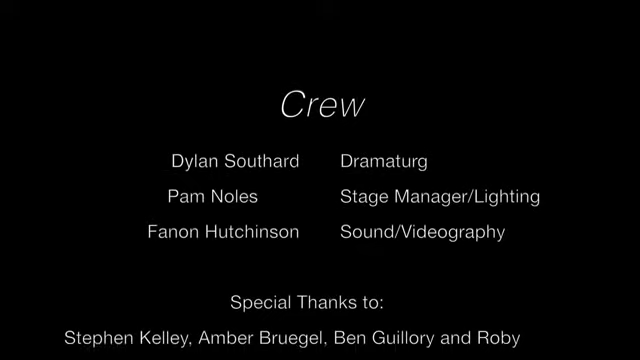 Crew
Dylan Southard Dramaturg
Pam Noles Stage Manager/Lighting
Fanon Hutchinson Sound/Videography
Special Thanks to:
Stephen Kelley, Amber Bruegel, Ben Guillory and Roby